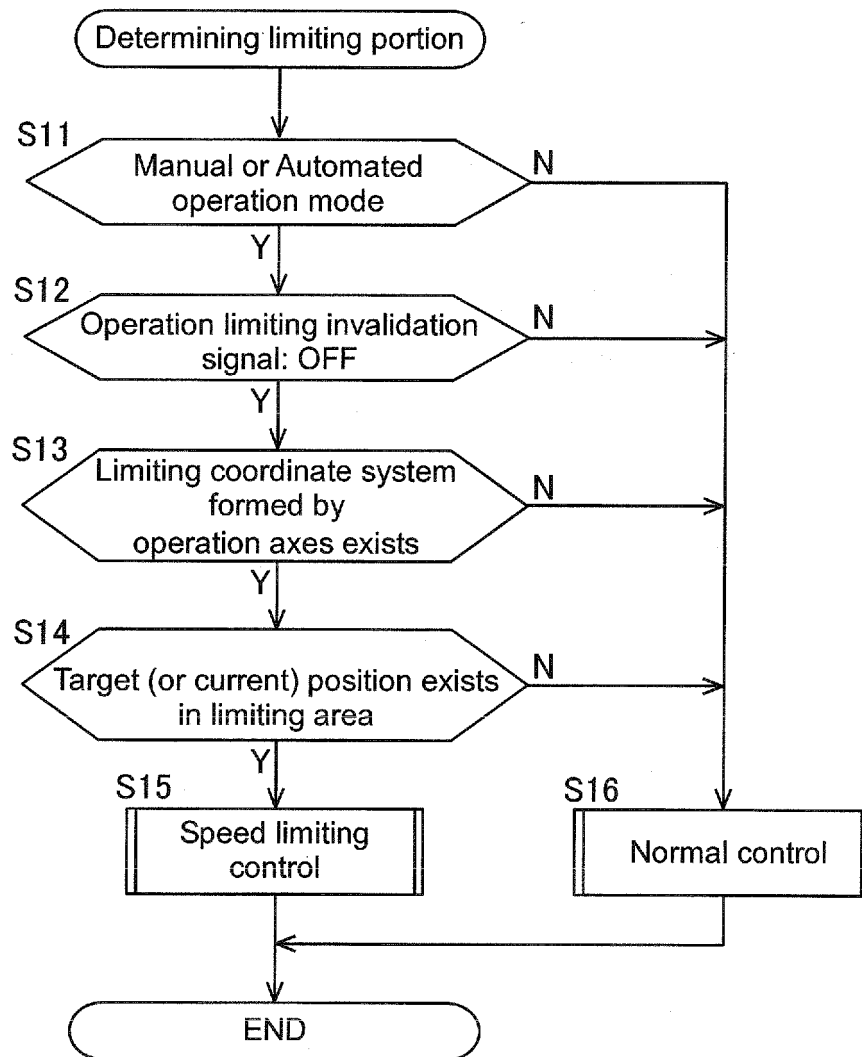 Determining limiting portion
S11
Manual or Automated
operation mode
N
Y
S12
Operation limiting invalidation
signal: OFF
N
Y
S13
Limiting coordinate system
formed by
operation axes exists
N
Y
S14
Target (or current) position exists
in limiting area
N
Y
S15
Speed limiting
control
S16
Normal control
END